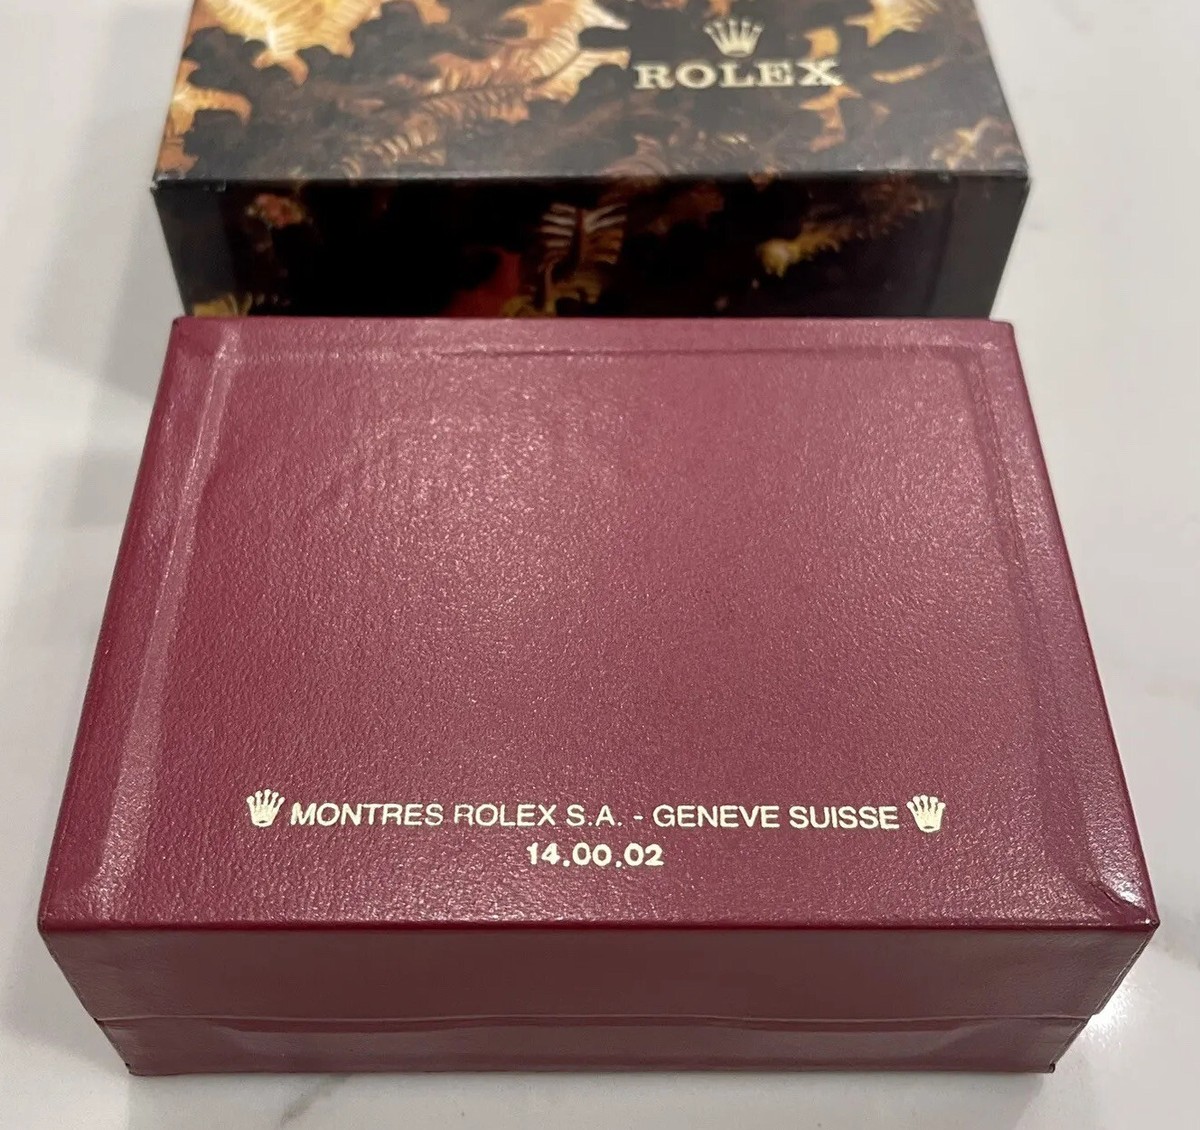 ROLEX
MONTRES ROLEX S.A. - GENEVE SUISSE
14.00.02